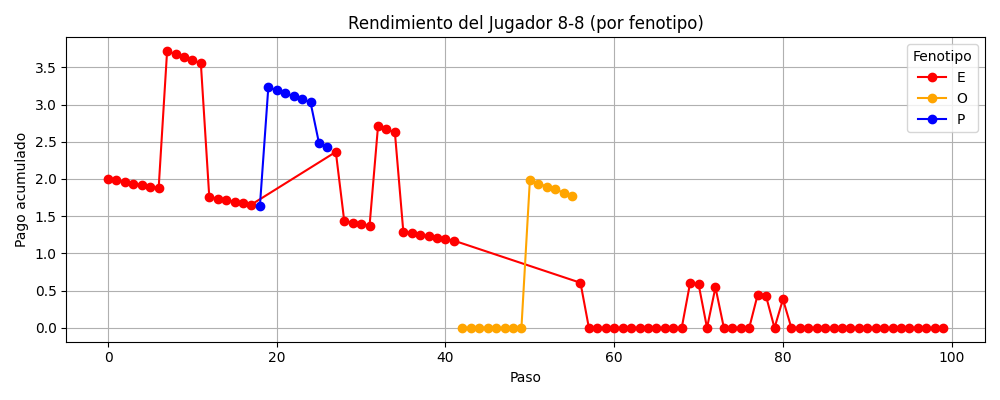 Rendimiento del Jugador 8-8 (por fenotipo)
Pago acumulado
3.5
3.0
2.5
2.0
1.5
1.0
0.5
0.0
Fenotipo
E
O
P
0 20 40 60 80 100
Paso